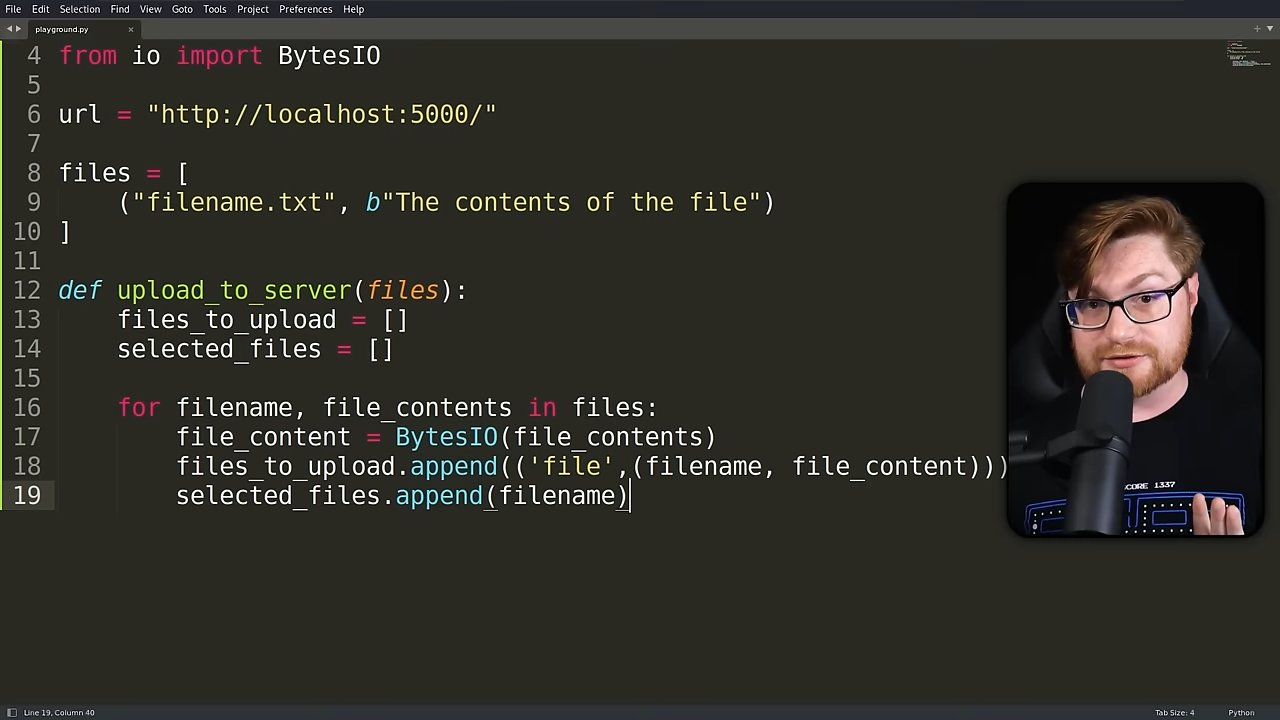 File Edit Selection Find View Goto Tools Project Preferences Help
playground.py ×
4 from io import BytesIO
5
6 url = "http://localhost:5000/"
7
8 files = [
9     ("filename.txt", b"The contents of the file")
10 ]
11
12 def upload_to_server(files):
13     files_to_upload = []
14     selected_files = []
15
16     for filename, file_contents in files:
17         file_content = BytesIO(file_contents)
18         files_to_upload.append(('file',(filename, file_content)))
19         selected_files.append(filename)
CORE 1337
Line 19, Column 40
Tab Size: 4 Python